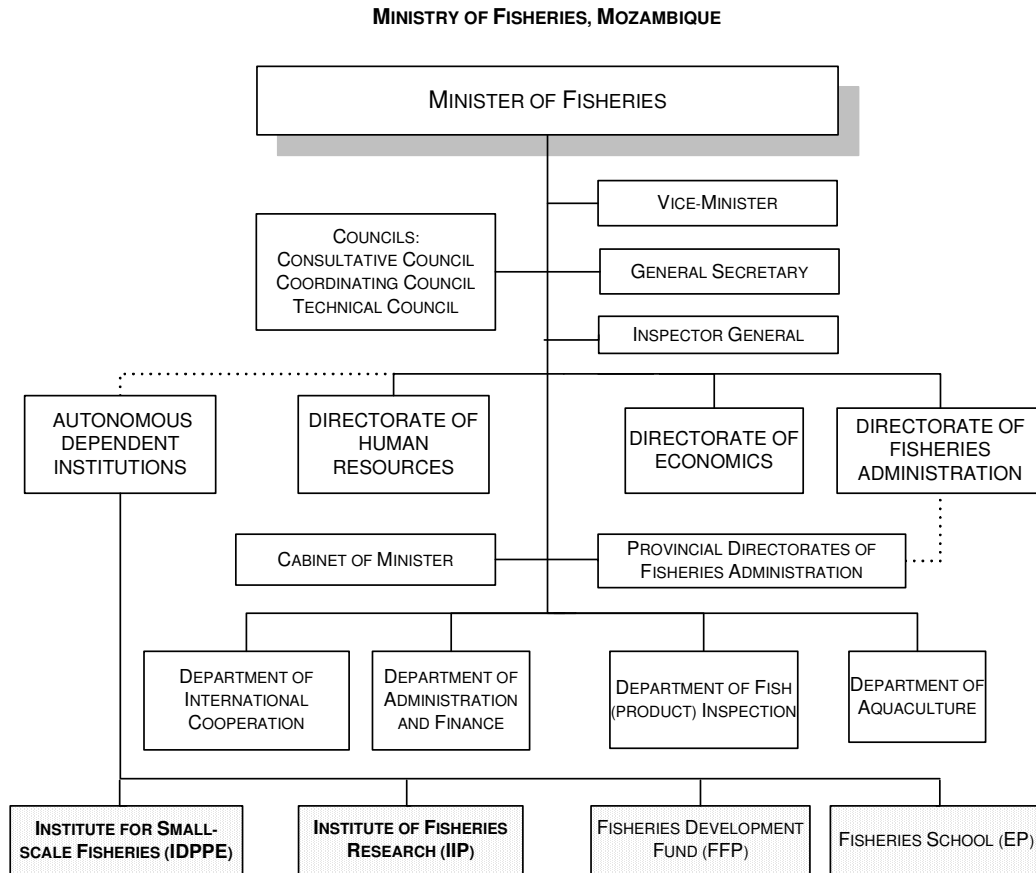 MINISTRY OF FISHERIES, MOZAMBIQUE
MINISTER OF FISHERIES
VICE-MINISTER
COUNCILS:
CONSULTATIVE COUNCIL
COORDINATING COUNCIL
TECHNICAL COUNCIL
GENERAL SECRETARY
INSPECTOR GENERAL
AUTONOMOUS
DEPENDENT
INSTITUTIONS
DIRECTORATE OF
HUMAN
RESOURCES
DIRECTORATE OF
ECONOMICS
DIRECTORATE OF
FISHERIES
ADMINISTRATION
CABINET OF MINISTER
PROVINCIAL DIRECTORATES OF
FISHERIES ADMINISTRATION
DEPARTMENT OF
INTERNATIONAL
COOPERATION
DEPARTMENT OF
ADMINISTRATION
AND FINANCE
DEPARTMENT OF FISH
(PRODUCT) INSPECTION
DEPARTMENT OF
AQUACULTURE
INSTITUTE FOR SMALL-
SCALE FISHERIES (IDPPE)
INSTITUTE OF FISHERIES
RESEARCH (IIP)
FISHERIES DEVELOPMENT
FUND (FFP)
FISHERIES SCHOOL (EP)